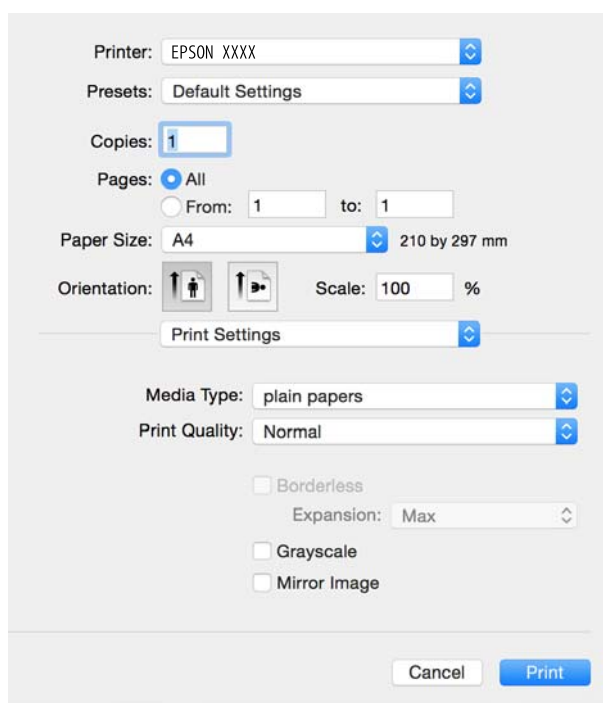 Printer: EPSON XXXX
Presets: Default Settings
Copies: 1
Pages: All
From: 1 to: 1
Paper Size: A4 210 by 297 mm
Orientation: Scale: 100 %
Print Settings
Media Type: plain papers
Print Quality: Normal
Borderless
Expansion: Max
Grayscale
Mirror Image
Cancel Print